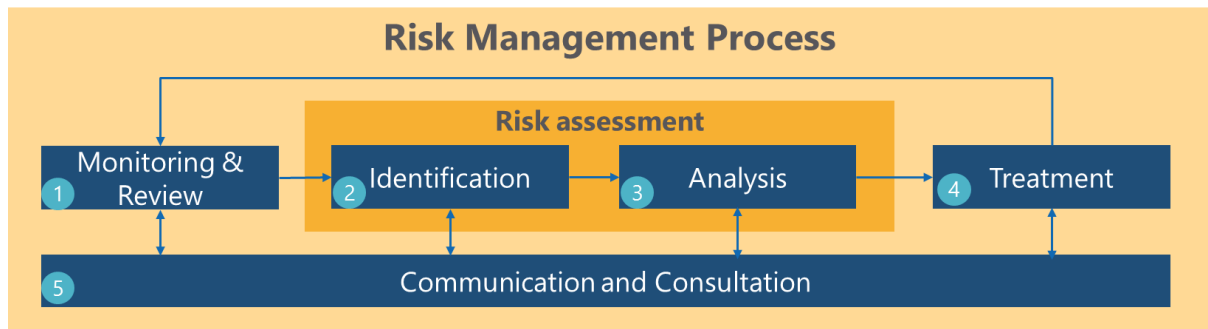 Risk Management Process
Risk assessment
Monitoring &
Review
1
Identification
2
Analysis
3
Treatment
4
Communication and Consultation
5